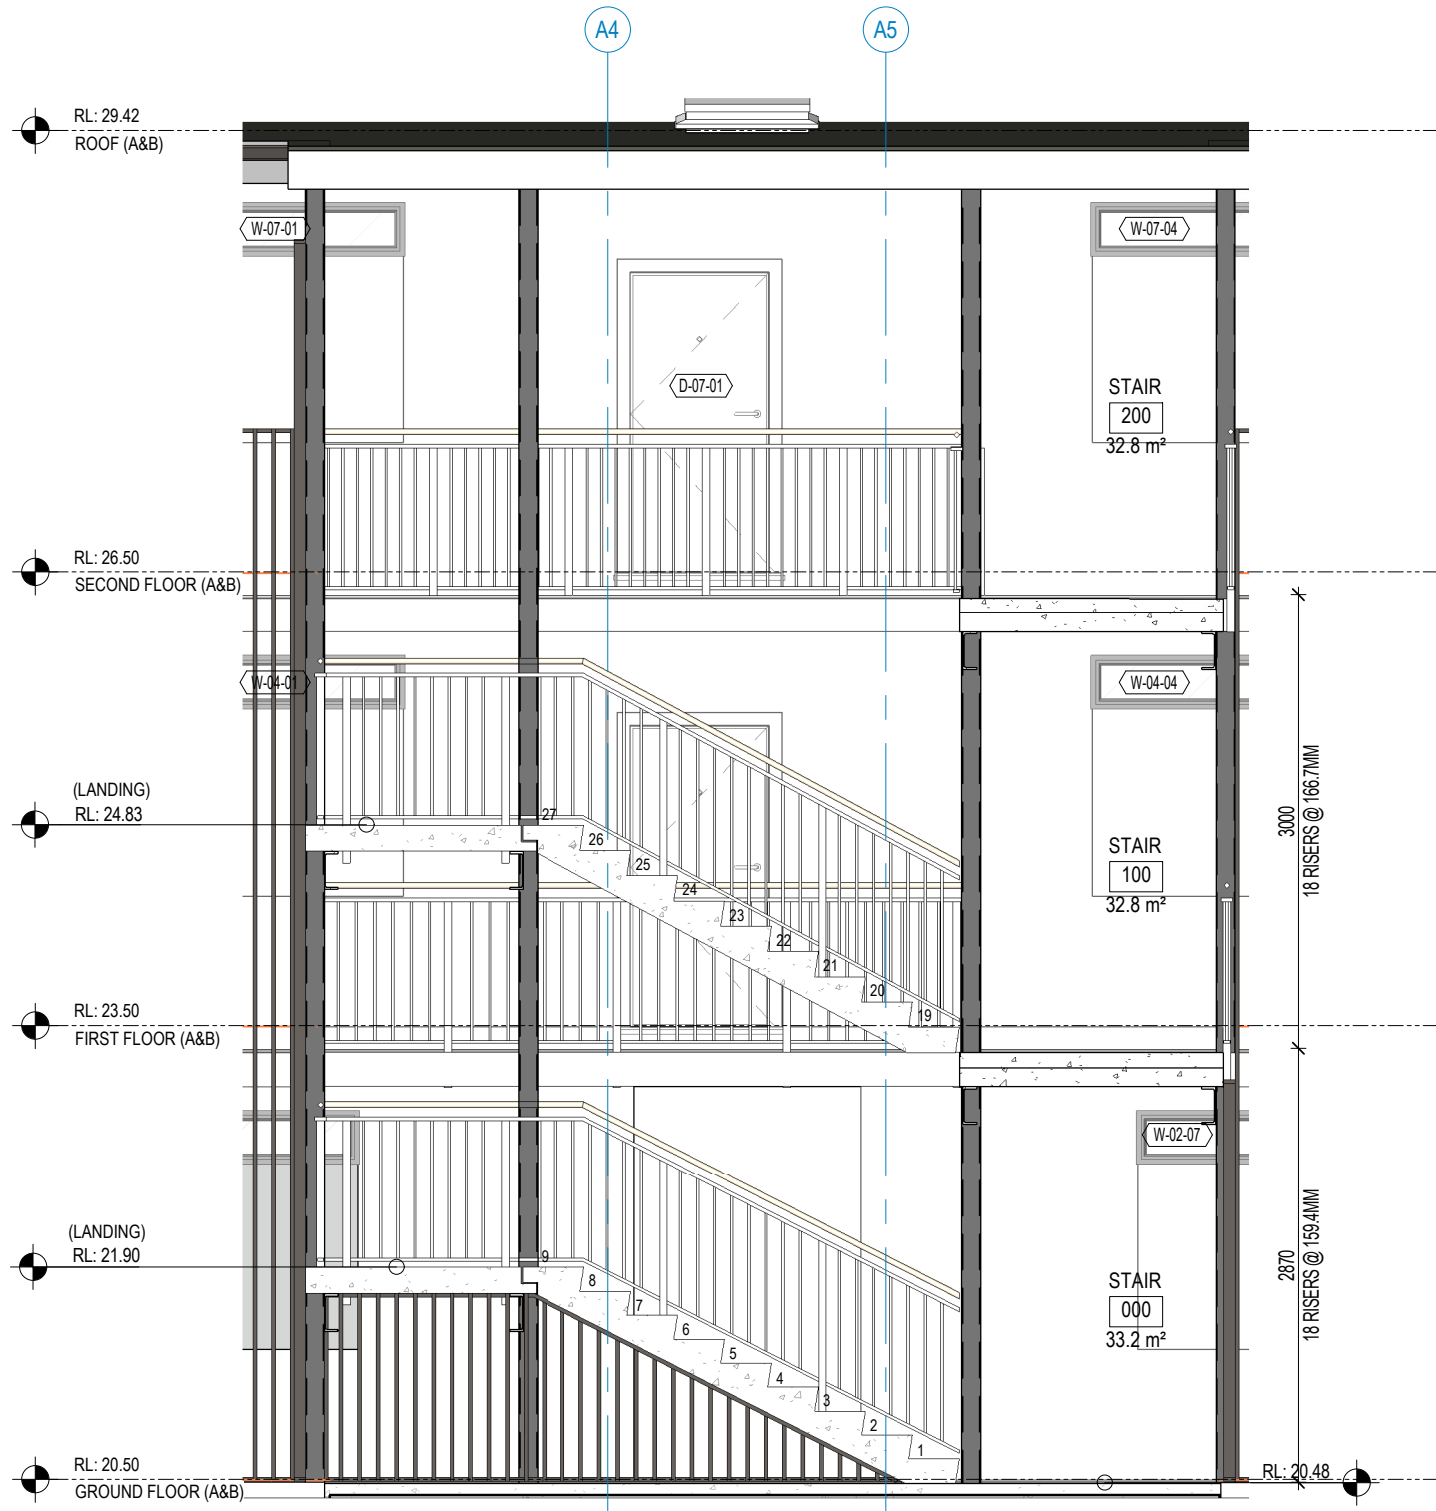 A4
A5
RL: 29.42
ROOF (A&B)
W-07-01
W-07-04
D-07-01
STAIR
200
32.8 m²
RL: 26.50
SECOND FLOOR (A&B)
W-04-01
W-04-04
(LANDING)
RL: 24.83
27
26
25
24
23
22
21
20
19
STAIR
100
32.8 m²
3000
18 RISERS @ 166.7MM
RL: 23.50
FIRST FLOOR (A&B)
W-02-07
(LANDING)
RL: 21.90
9
8
7
6
5
4
3
2
1
STAIR
000
33.2 m²
2870
18 RISERS @ 159.4MM
RL: 20.50
GROUND FLOOR (A&B)
RL: 20.48